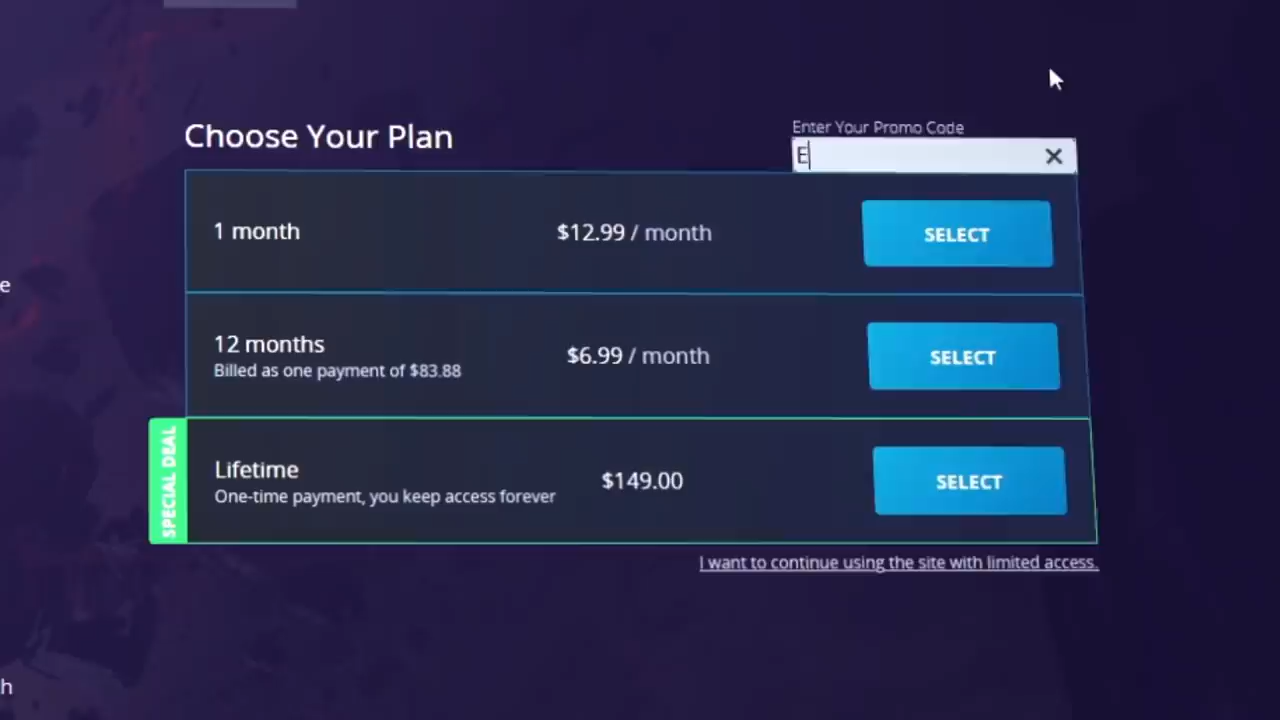 Choose Your Plan
Enter Your Promo Code
E
1 month
$12.99 / month
SELECT
12 months
Billed as one payment of $83.88
$6.99 / month
SELECT
SPECIAL DEAL
Lifetime
One-time payment, you keep access forever
$149.00
SELECT
I want to continue using the site with limited access.